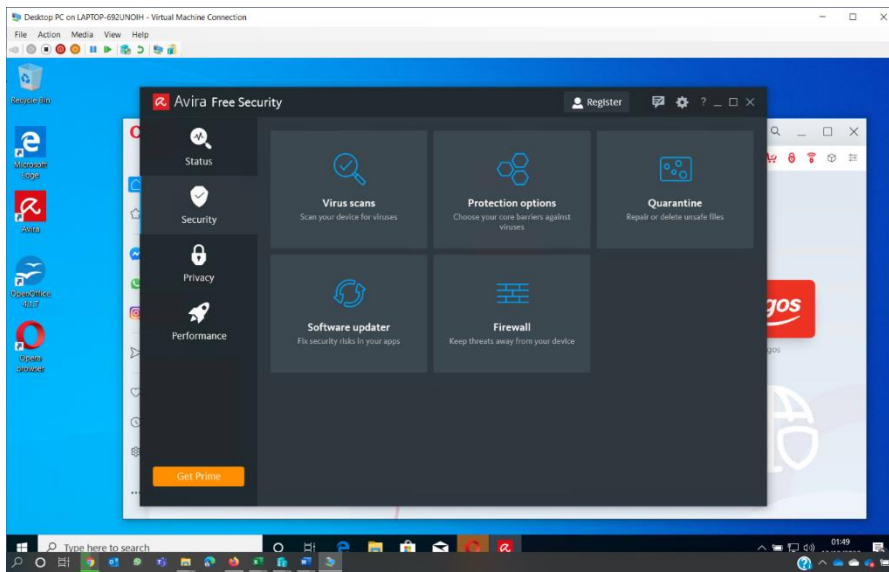 Desktop PC on LAPTOP-692UNOIH - Virtual Machine Connection
File Action Media View Help
Recycle Bin
Microsoft
Edge
Avira
OpenOffice
Opera
browser
Avira Free Security
Register
?
Status
Security
Privacy
Performance
Get Prime
Virus scans
Scan your device for viruses
Protection options
Choose your core barriers against
viruses
Quarantine
Repair or delete unsafe files
Software updater
Fix security risks in your apps
Firewall
Keep threats away from your device
gos
gos
Type here to search
01:49